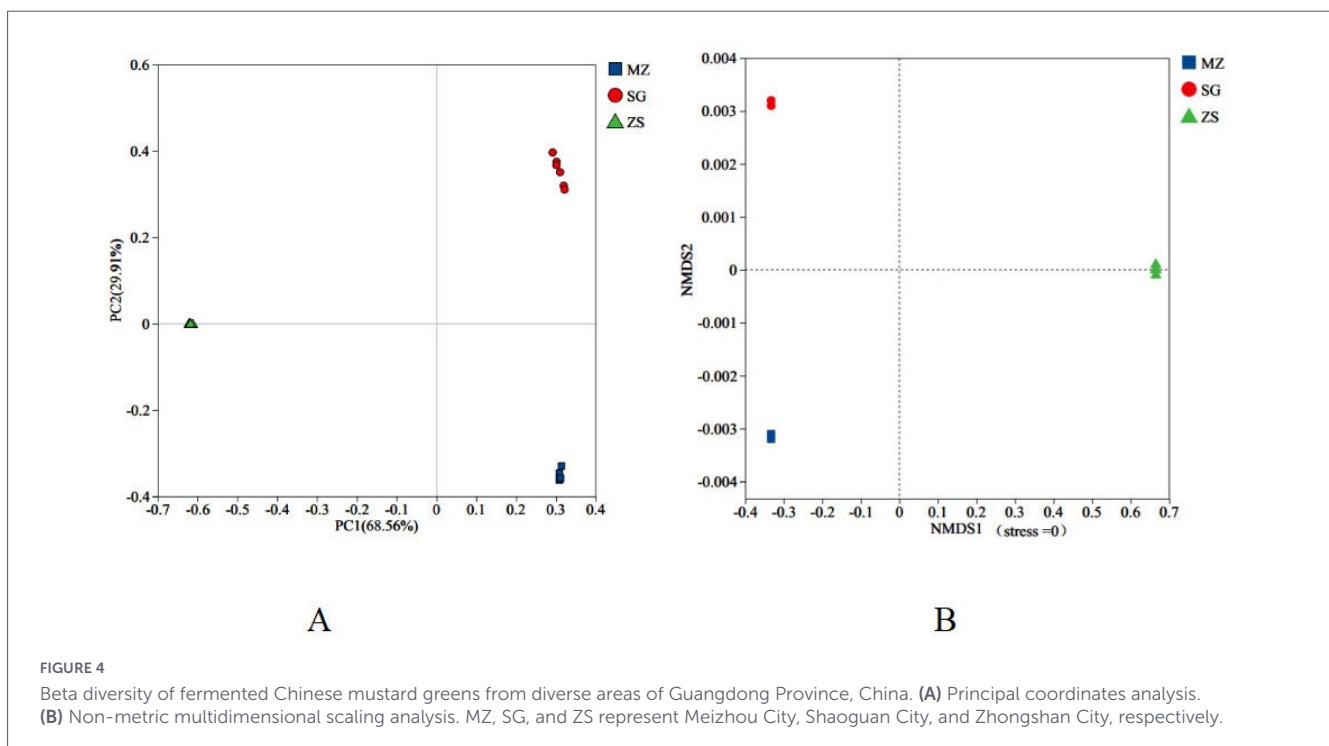 0.6
0.4
0.2
0
-0.2
-0.4
PC2(29.91%)
-0.7 -0.6 -0.5 -0.4 -0.3 -0.2 -0.1 0 0.1 0.2 0.3 0.4
PC1(68.56%)
MZ
SG
ZS
A
0.004
0.003
0.002
0.001
0
-0.001
-0.002
-0.003
-0.004
NMDS2
-0.4 -0.3 -0.2 -0.1 0 0.1 0.2 0.3 0.4 0.5 0.6 0.7
NMDS1 （stress =0）
MZ
SG
ZS
B
FIGURE 4
Beta diversity of fermented Chinese mustard greens from diverse areas of Guangdong Province, China. (A) Principal coordinates analysis.
(B) Non-metric multidimensional scaling analysis. MZ, SG, and ZS represent Meizhou City, Shaoguan City, and Zhongshan City, respectively.